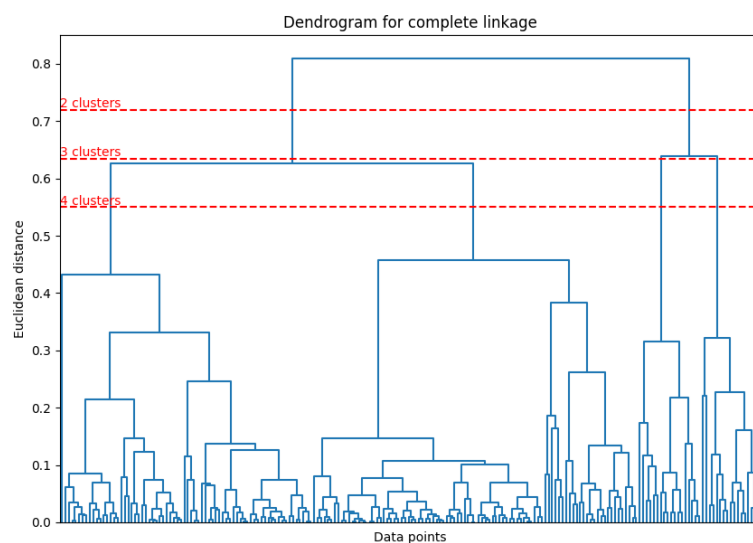 Dendrogram for complete linkage
0.8
2 clusters
0.7
3 clusters
0.6
4 clusters
0.5
Euclidean distance
0.4
0.3
0.2
0.1
0.0
Data points